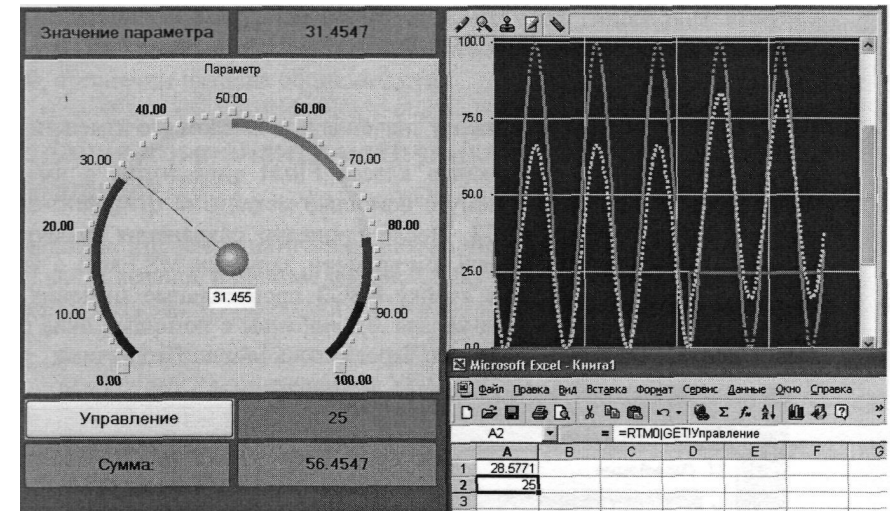 Значение параметра 31.4547
Параметр
0.00
10.00
20.00
30.00
40.00
50.00
60.00
70.00
80.00
90.00
100.00
31.455
Управление 25
Сумма: 56.4547
100.0
75.0
50.0
25.0
0.0
Microsoft Excel - Книга1
Файл Правка Вид Вставка Формат Сервис Данные Окно Справка
A2 = =RTM0|GET!Управление
A B C D E F G
1 28.5771
2 25
3